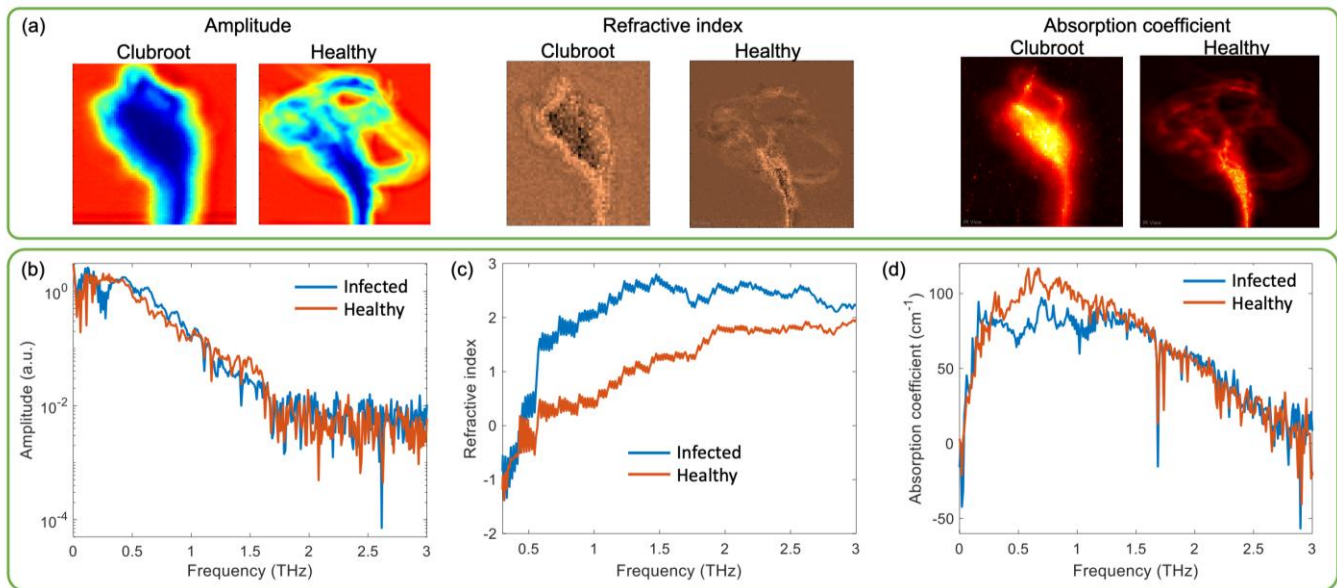 (a)
Amplitude
Refractive index
Absorption coefficient
Clubroot
Healthy
Clubroot
Healthy
Clubroot
Healthy
(b)
Infected
Healthy
10^0
10^-2
10^-4
Amplitude (a.u.)
0
0.5
1
1.5
2
2.5
3
Frequency (THz)
(c)
3
2
1
0
-1
-2
Refractive index
Infected
Healthy
0.5
1
1.5
2
2.5
3
Frequency (THz)
(d)
Infected
Healthy
100
50
0
-50
Absorption coefficient (cm^-1)
0
0.5
1
1.5
2
2.5
3
Frequency (THz)